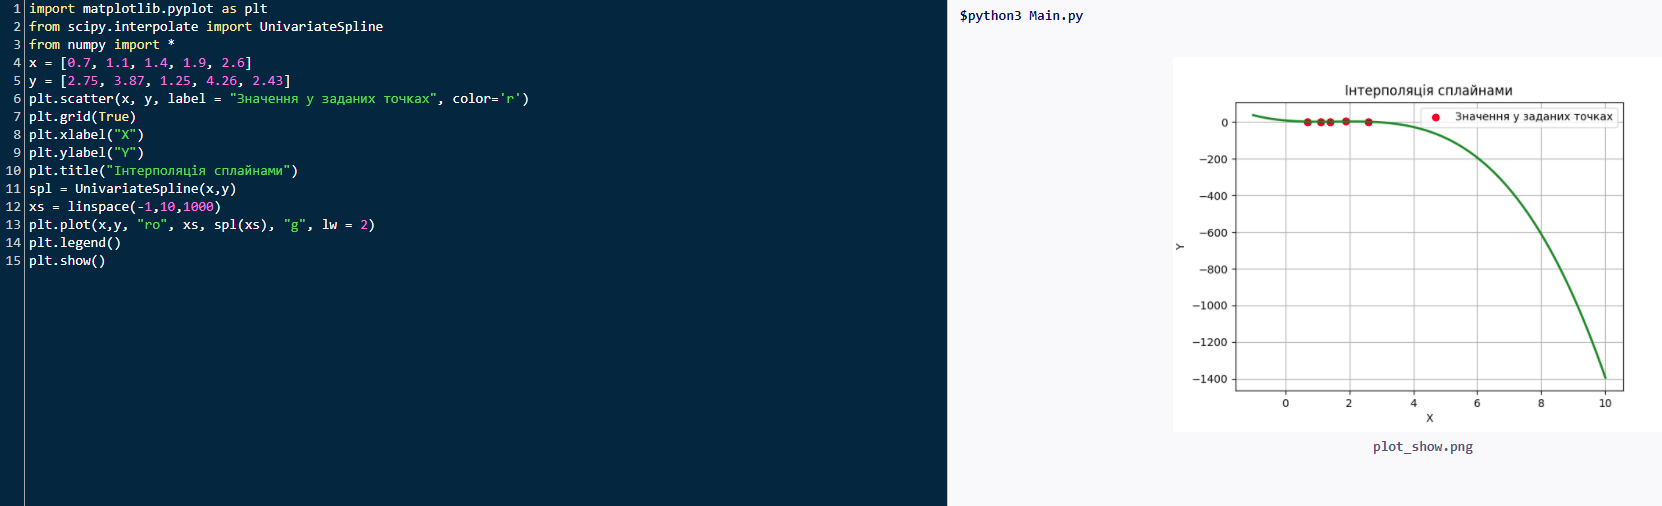 1 import matplotlib.pyplot as plt
2 from scipy.interpolate import UnivariateSpline
3 from numpy import *
4 x = [0.7, 1.1, 1.4, 1.9, 2.6]
5 y = [2.75, 3.87, 1.25, 4.26, 2.43]
6 plt.scatter(x, y, label = "Значення у заданих точках", color='r')
7 plt.grid(True)
8 plt.xlabel("X")
9 plt.ylabel("Y")
10 plt.title("Інтерполяція сплайнами")
11 spl = UnivariateSpline(x,y)
12 xs = linspace(-1,10,1000)
13 plt.plot(x,y, "ro", xs, spl(xs), "g", lw = 2)
14 plt.legend()
15 plt.show()
$python3 Main.py
Інтерполяція сплайнами
Значення у заданих точках
0
−200
−400
−600
−800
−1000
−1200
−1400
Y
0 2 4 6 8 10
X
plot_show.png